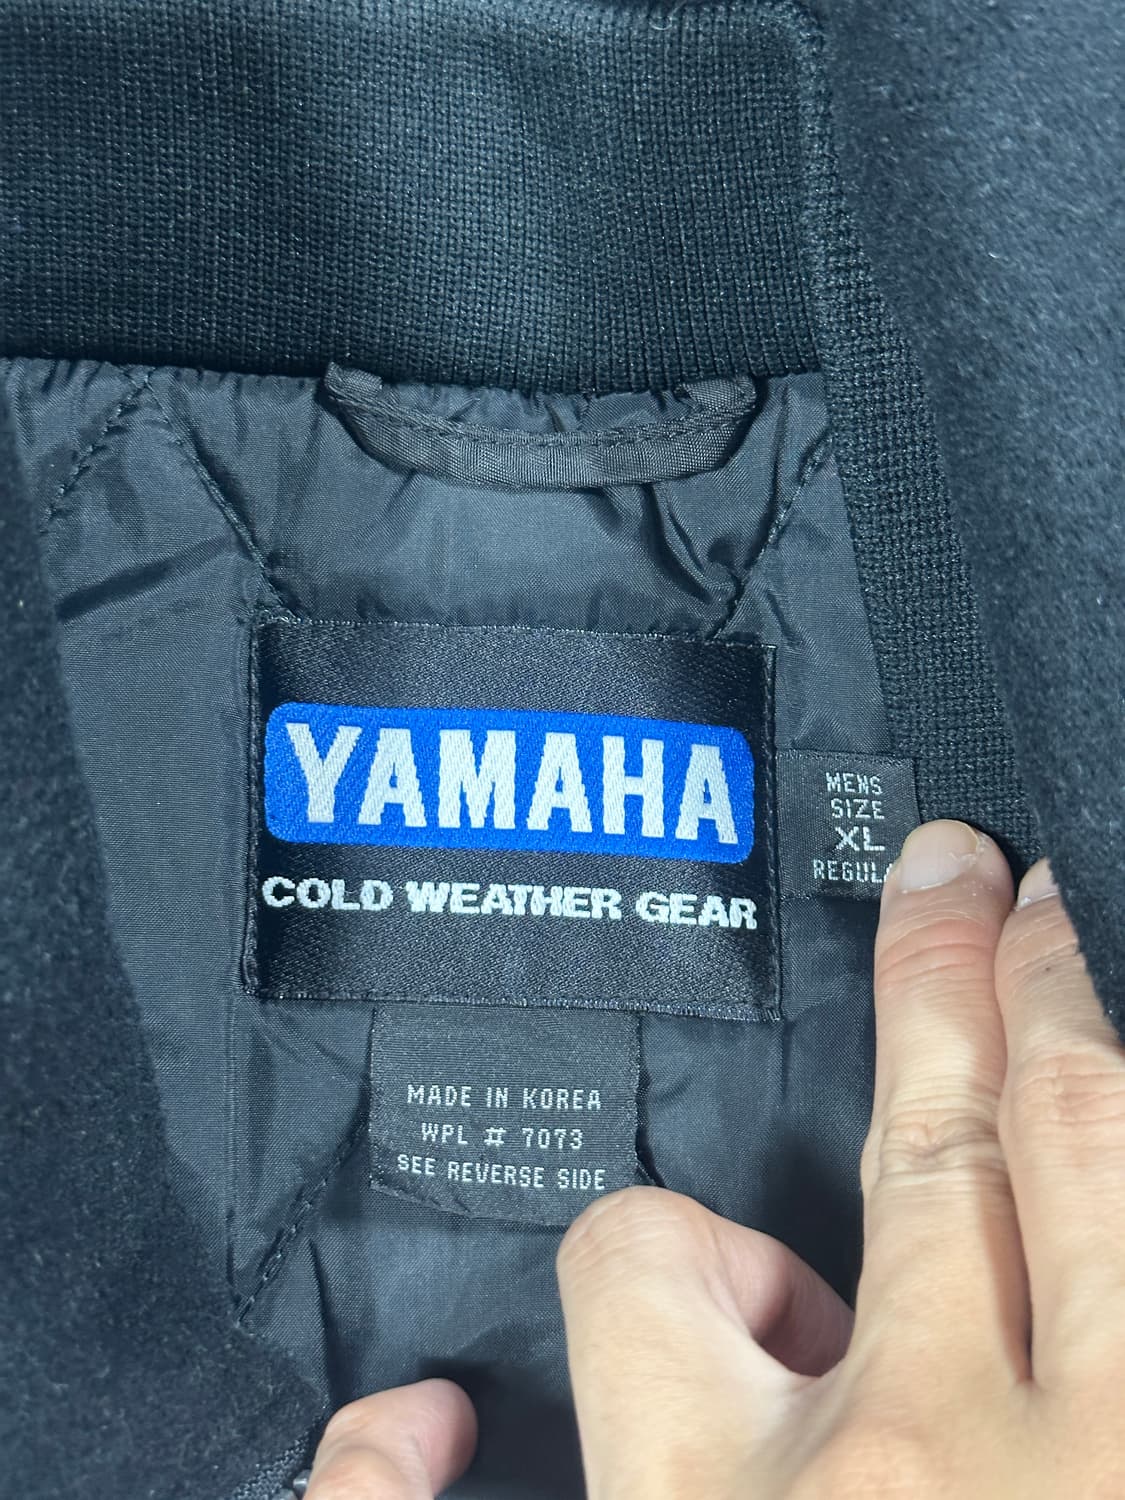 YAMAHA
COLD WEATHER GEAR
MENS
SIZE
XL
MADE IN KOREA
WPL # 7073
SEE REVERSE SIDE